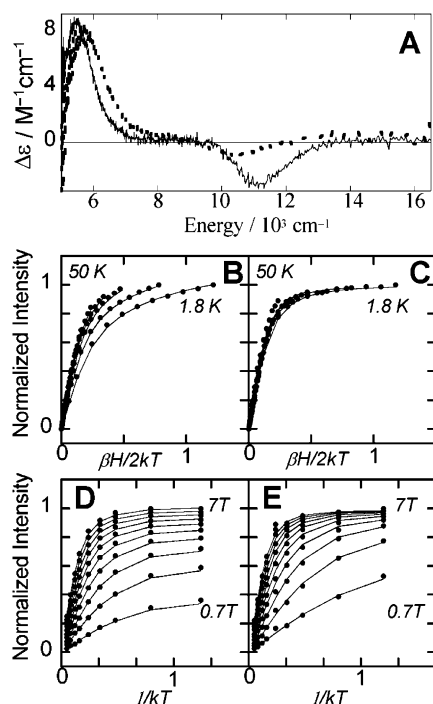 A
8
4
0
Δε / M⁻¹cm⁻¹
6 8 10 12 14 16
Energy / 10³ cm⁻¹
50 K B
1.8 K
50 K C
1.8 K
Normalized Intensity
1
0
0 1
βH/2kT
0 1
βH/2kT
D 7T
0.7T
E 7T
0.7T
Normalized Intensity
1
0
0 1
1/kT
0 1
1/kT